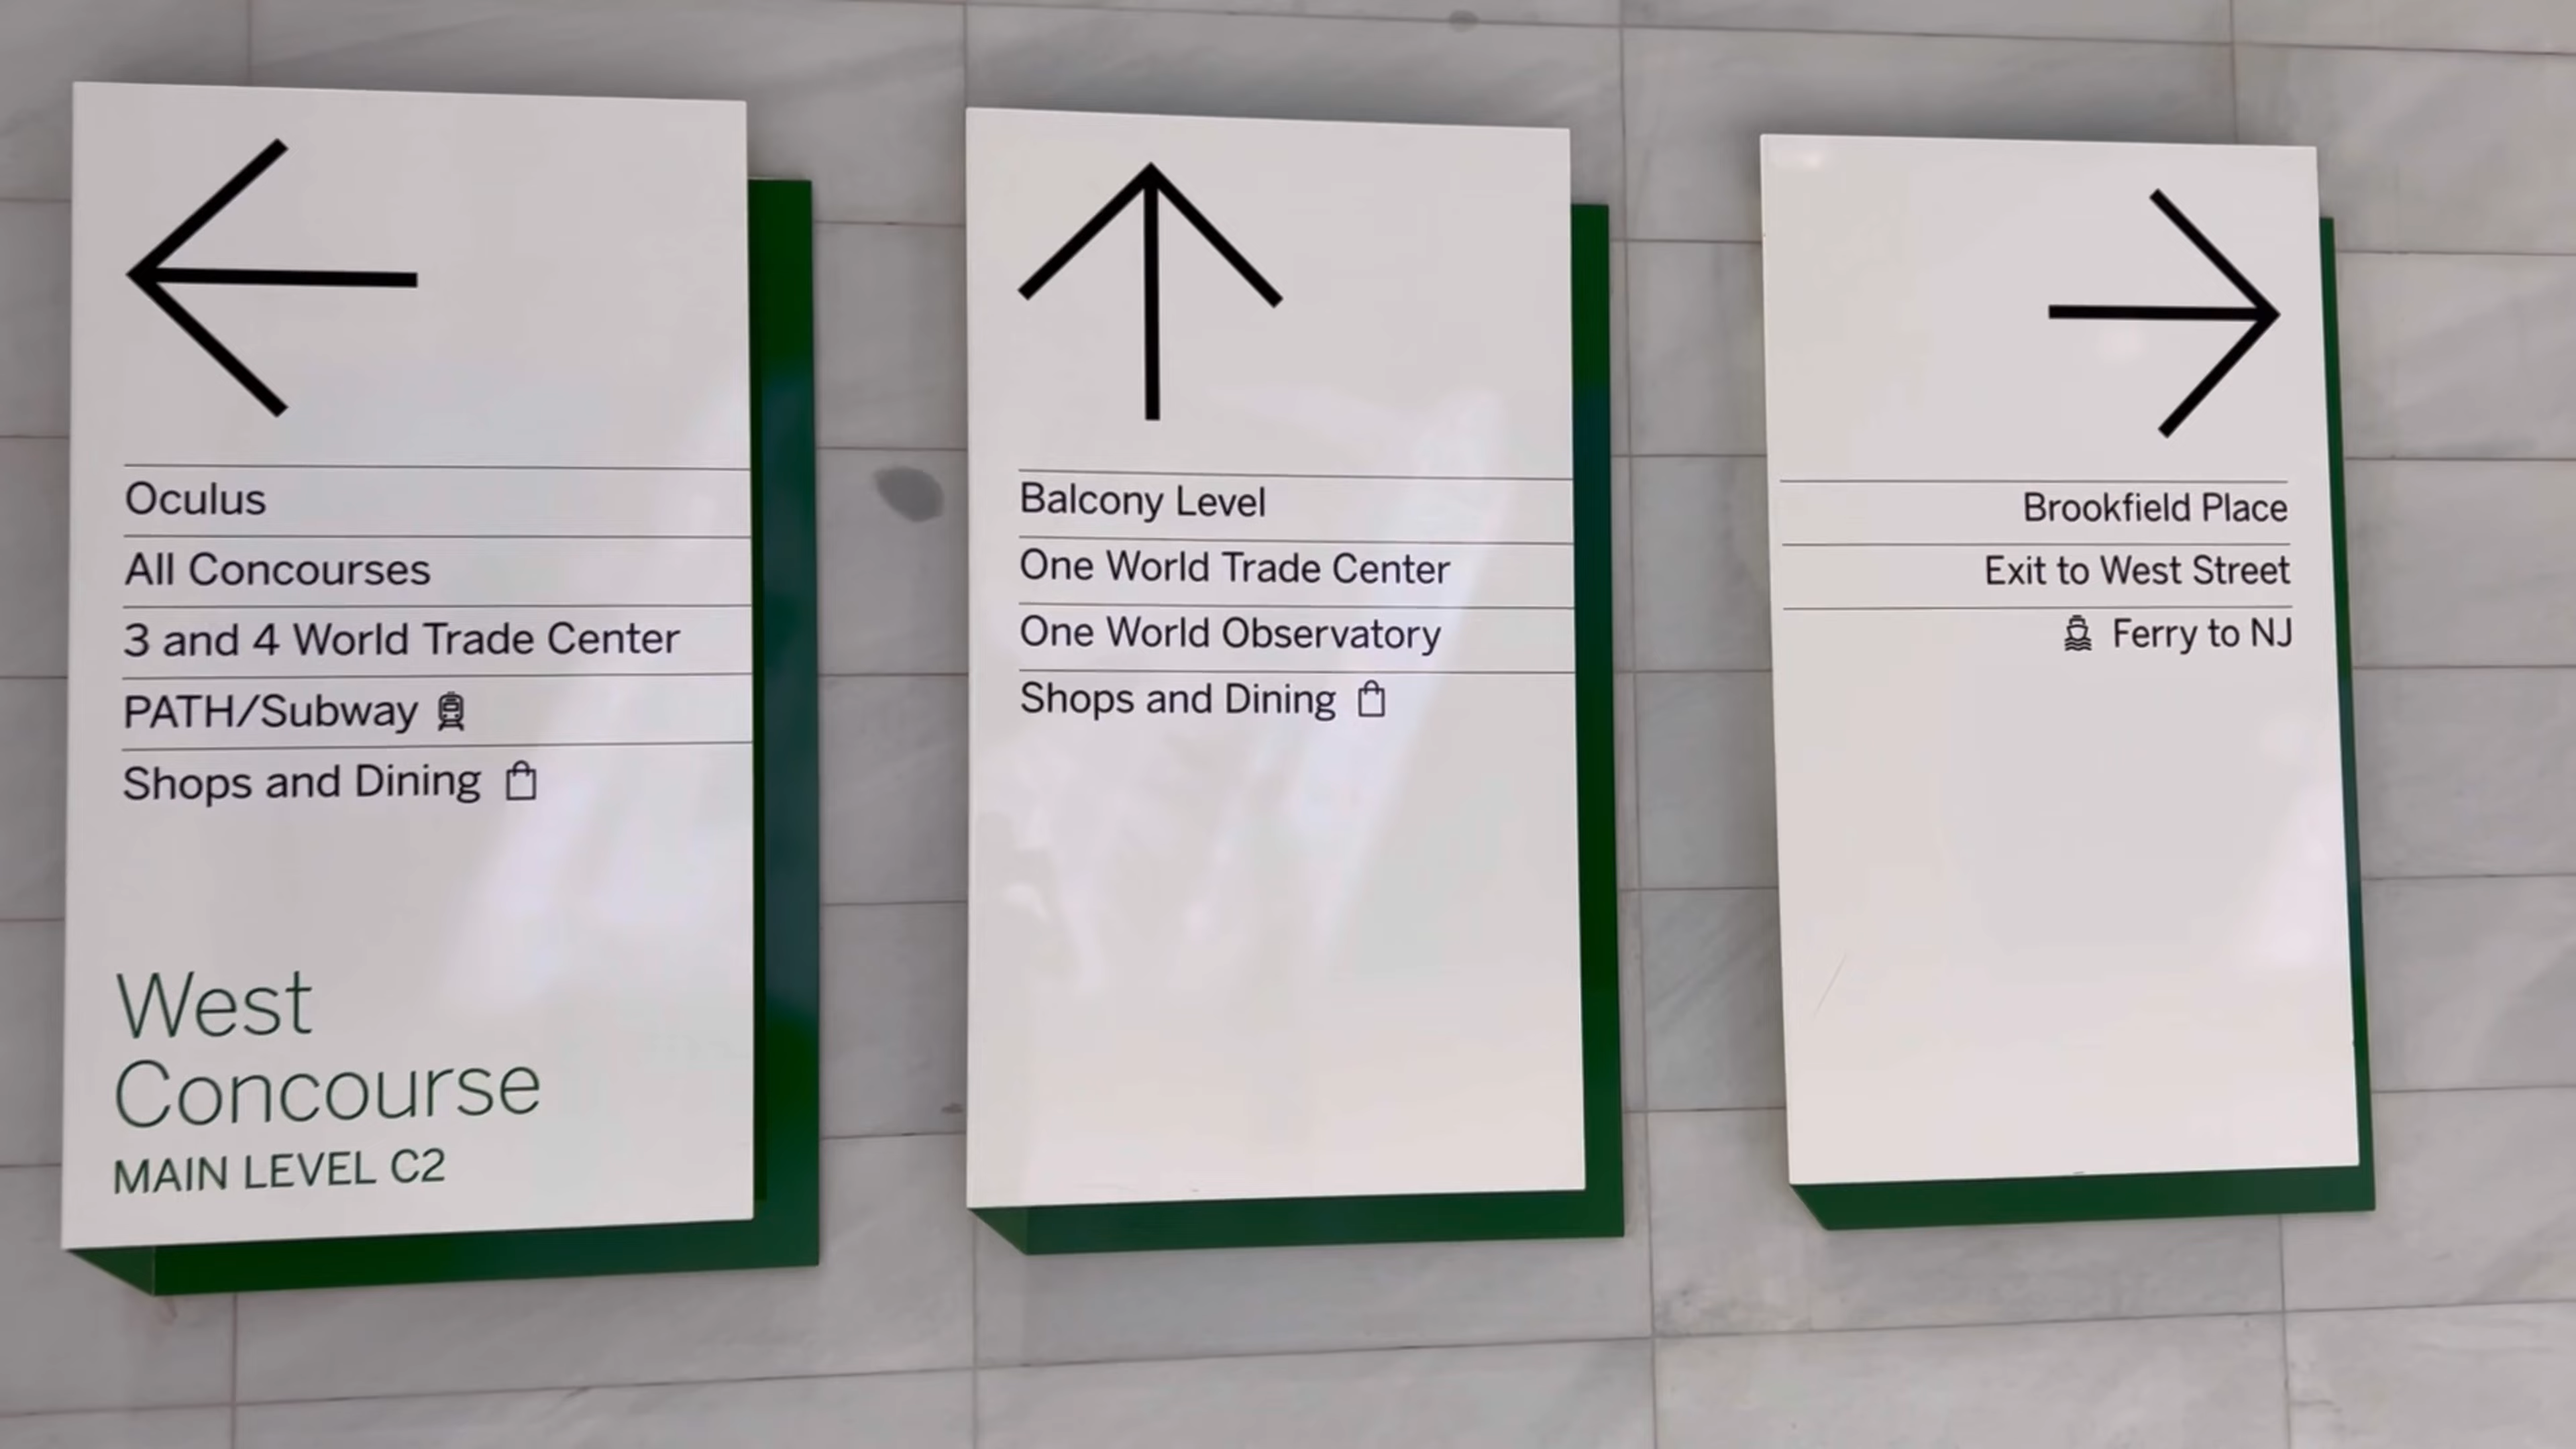 Oculus
All Concourses
3 and 4 World Trade Center
PATH/Subway
Shops and Dining
West
Concourse
MAIN LEVEL C2
Balcony Level
One World Trade Center
One World Observatory
Shops and Dining
Brookfield Place
Exit to West Street
Ferry to NJ